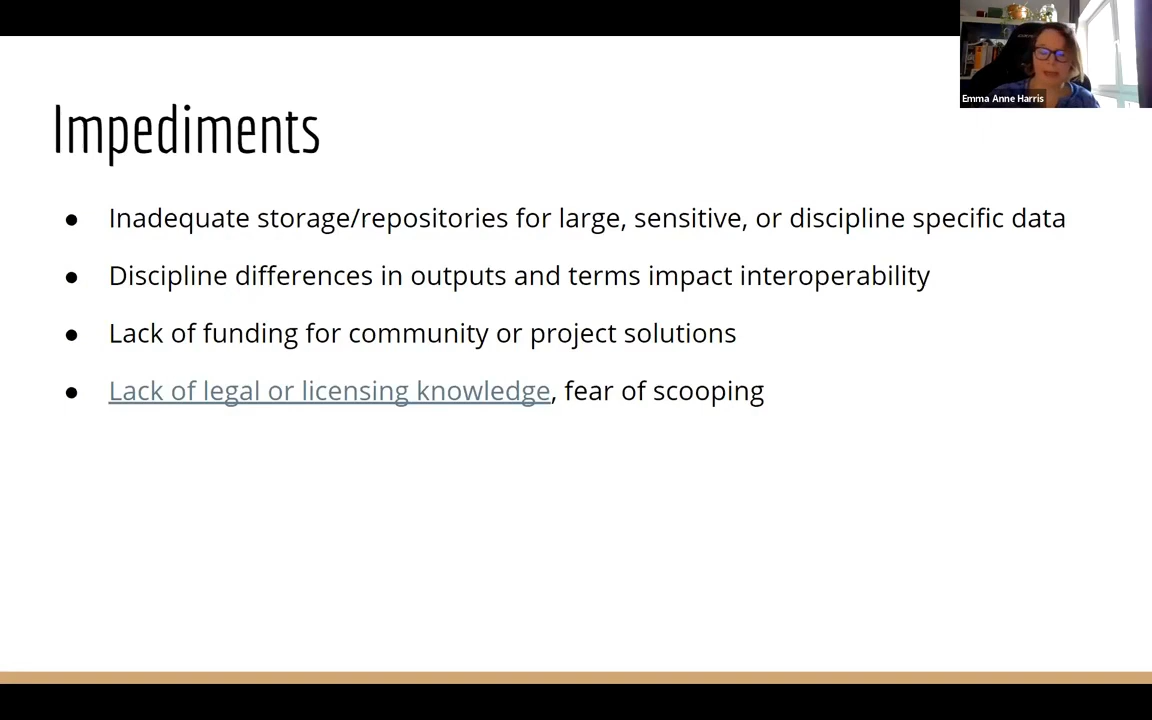 Emma Anne Harris
Impediments
● Inadequate storage/repositories for large, sensitive, or discipline specific data
● Discipline differences in outputs and terms impact interoperability
● Lack of funding for community or project solutions
● Lack of legal or licensing knowledge, fear of scooping